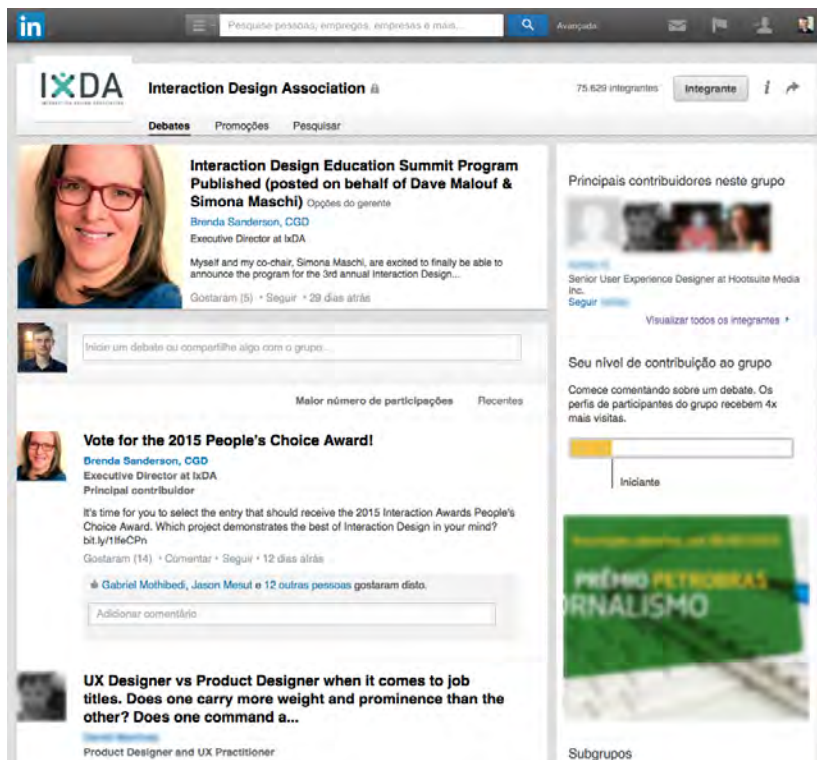 in
Pesquise pessoas, empregos, empresas e mais...
Avançada
IXDA
INTERACTION DESIGN ASSOCIATION
Interaction Design Association
75.629 integrantes
Integrante
i
Debates Promoções Pesquisar
Interaction Design Education Summit Program
Published (posted on behalf of Dave Malouf &
Simona Maschi) Opções do gerente
Brenda Sanderson, CGD
Executive Director at IxDA
Myself and my co-chair, Simona Maschi, are excited to finally be able to
announce the program for the 3rd annual Interaction Design...
Gostaram (5) • Seguir • 29 dias atrás
Inicie um debate ou compartilhe algo com o grupo...
Maior número de participações Recentes
Vote for the 2015 People's Choice Award!
Brenda Sanderson, CGD
Executive Director at IxDA
Principal contribuidor
It's time for you to select the entry that should receive the 2015 Interaction Awards People's
Choice Award. Which project demonstrates the best of Interaction Design in your mind?
bit.ly/1IfeCPn
Gostaram (14) • Comentar • Seguir • 12 dias atrás
Gabriel Mothibedi, Jason Mesut e 12 outras pessoas gostaram disto.
Adicionar comentário
UX Designer vs Product Designer when it comes to job
titles. Does one carry more weight and prominence than the
other? Does one command a...
Product Designer and UX Practitioner
Principais contribuidores neste grupo
Senior User Experience Designer at Hootsuite Media
Inc.
Seguir
Visualizar todos os integrantes
Seu nível de contribuição ao grupo
Comece comentando sobre um debate. Os
perfis de participantes do grupo recebem 4x
mais visitas.
Iniciante
PRÊMIO PETROBRAS
ORNALISMO
Subgrupos